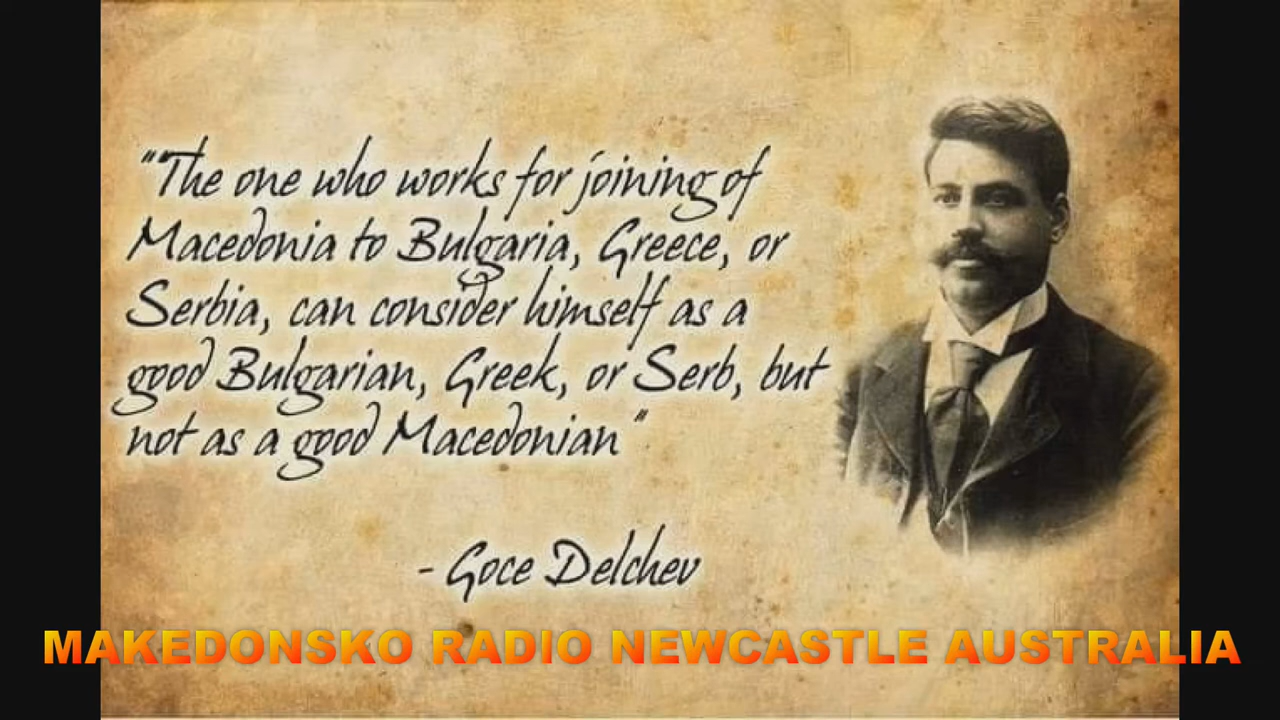 ""The one who works for joining of
Macedonia to Bulgaria, Greece, or
Serbia, can consider himself as a
good Bulgarian, Greek, or Serb, but
not as a good Macedonian"
- Goce Delchev
MAKEDONSKO RADIO NEWCASTLE AUSTRALIA